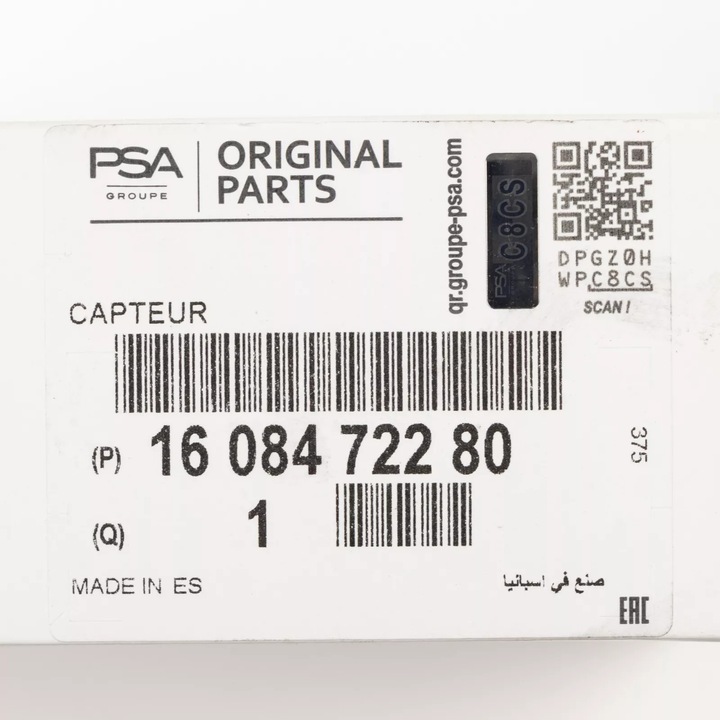 PSA
GROUPE
ORIGINAL
PARTS
qr.groupe-psa.com
PSA C8CS
DPGZ0H
WPC8CS
SCAN!
CAPTEUR
(P) 16 084 722 80
375
(Q) 1
MADE IN ES
صنع في اسبانيا
EAC